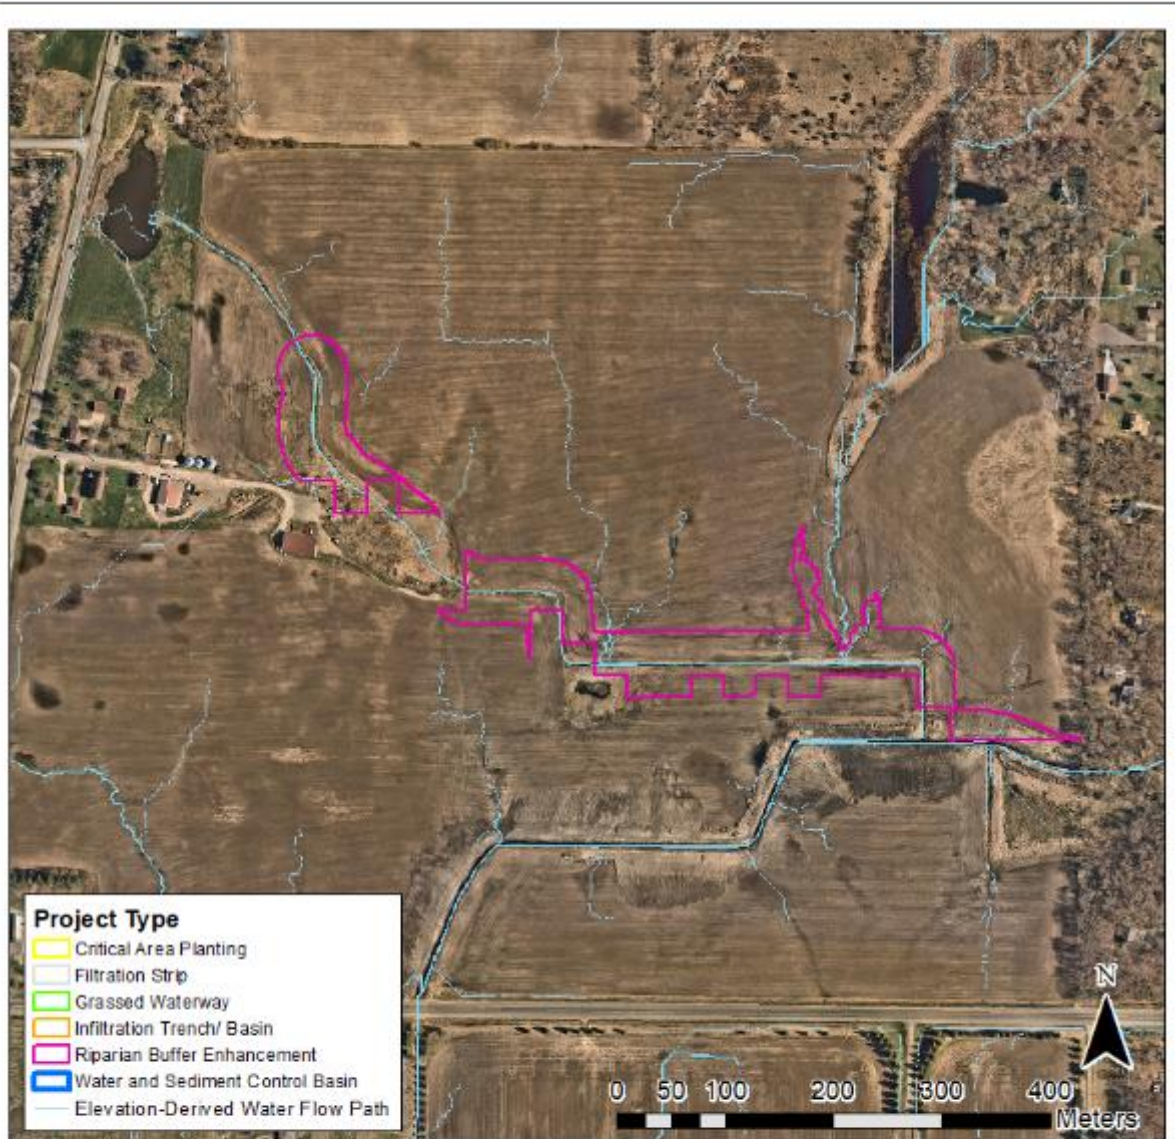 Project Type
Critical Area Planting
Filtration Strip
Grassed Waterway
Infiltration Trench/ Basin
Riparian Buffer Enhancement
Water and Sediment Control Basin
Elevation-Derived Water Flow Path
N
0 50 100 200 300 400
Meters